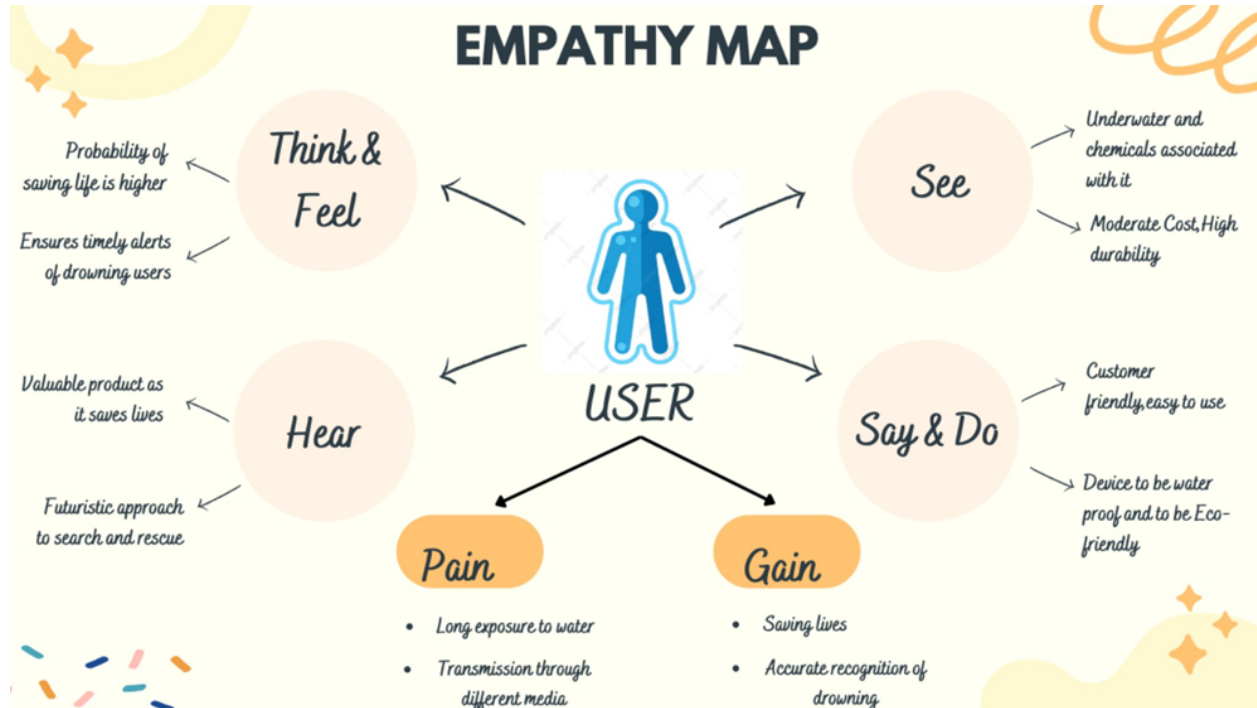 EMPATHY MAP
Think &
Feel
Probability of
saving life is higher
Ensures timely alerts
of drowning users
See
Underwater and
chemicals associated
with it
Moderate Cost,High
durability
Hear
Valuable product as
it saves lives
Futuristic approach
to search and rescue
USER
Say & Do
Customer
friendly,easy to use
Device to be water
proof and to be Eco-
friendly
Pain
• Long exposure to water
• Transmission through
different media
Gain
• Saving lives
• Accurate recognition of
drowning